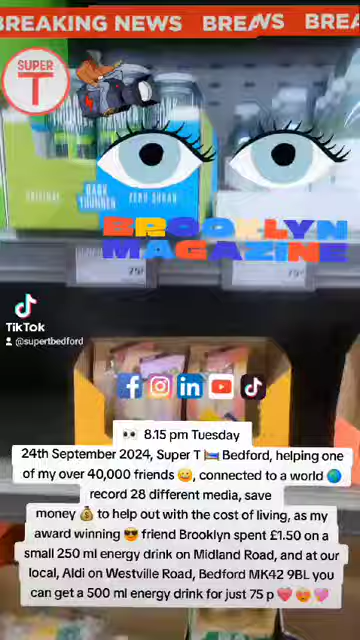 BREAKING NEWS BREA/VS BREA
SUPER
T
ORIGINAL
DARK
THUNDER
ZERO SUGAR
BROOKLYN
MAGAZINE
TikTok
@supertbedford
👀 8.15 pm Tuesday
24th September 2024, Super T 🛏️ Bedford, helping one
of my over 40,000 friends 😀, connected to a world 🌍
record 28 different media, save
money 💰 to help out with the cost of living, as my
award winning 😎 friend Brooklyn spent £1.50 on a
small 250 ml energy drink on Midland Road, and at our
local, Aldi on Westville Road, Bedford MK42 9BL you
can get a 500 ml energy drink for just 75 p ❤️😍💘